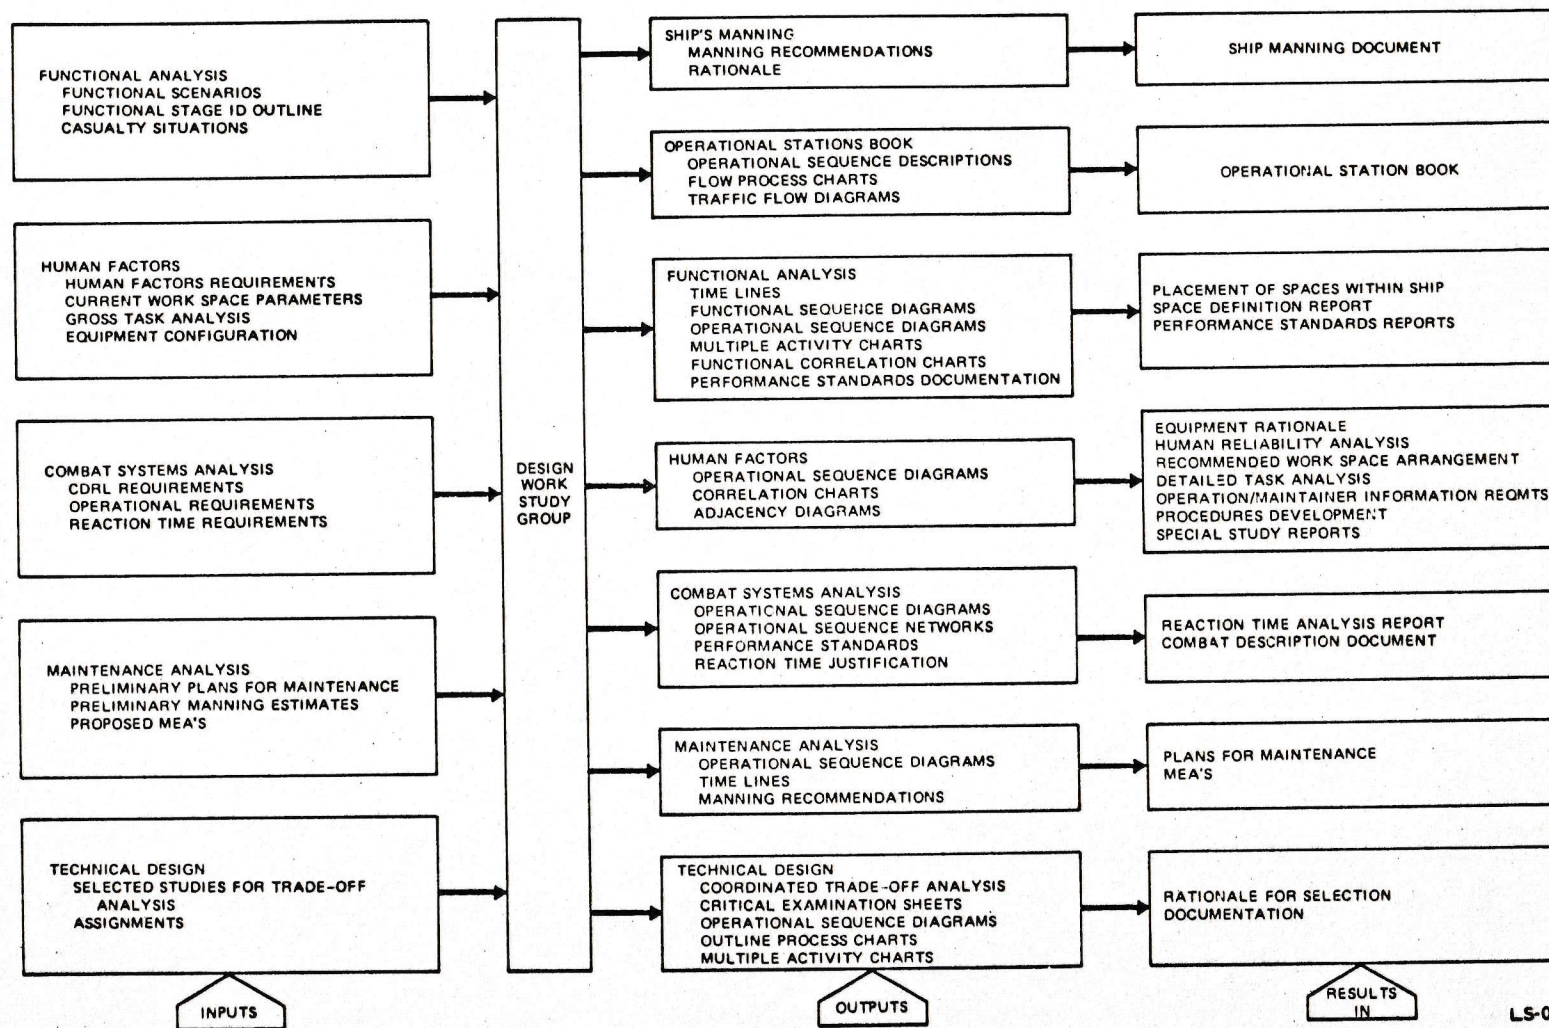 FUNCTIONAL ANALYSIS
FUNCTIONAL SCENARIOS
FUNCTIONAL STAGE ID OUTLINE
CASUALTY SITUATIONS
HUMAN FACTORS
HUMAN FACTORS REQUIREMENTS
CURRENT WORK SPACE PARAMETERS
GROSS TASK ANALYSIS
EQUIPMENT CONFIGURATION
COMBAT SYSTEMS ANALYSIS
CDRL REQUIREMENTS
OPERATIONAL REQUIREMENTS
REACTION TIME REQUIREMENTS
MAINTENANCE ANALYSIS
PRELIMINARY PLANS FOR MAINTENANCE
PRELIMINARY MANNING ESTIMATES
PROPOSED MEA'S
TECHNICAL DESIGN
SELECTED STUDIES FOR TRADE-OFF
ANALYSIS
ASSIGNMENTS
INPUTS
DESIGN
WORK
STUDY
GROUP
SHIP'S MANNING
MANNING RECOMMENDATIONS
RATIONALE
OPERATIONAL STATIONS BOOK
OPERATIONAL SEQUENCE DESCRIPTIONS
FLOW PROCESS CHARTS
TRAFFIC FLOW DIAGRAMS
FUNCTIONAL ANALYSIS
TIME LINES
FUNCTIONAL SEQUENCE DIAGRAMS
OPERATIONAL SEQUENCE DIAGRAMS
MULTIPLE ACTIVITY CHARTS
FUNCTIONAL CORRELATION CHARTS
PERFORMANCE STANDARDS DOCUMENTATION
HUMAN FACTORS
OPERATIONAL SEQUENCE DIAGRAMS
CORRELATION CHARTS
ADJACENCY DIAGRAMS
COMBAT SYSTEMS ANALYSIS
OPERATIONAL SEQUENCE DIAGRAMS
OPERATIONAL SEQUENCE NETWORKS
PERFORMANCE STANDARDS
REACTION TIME JUSTIFICATION
MAINTENANCE ANALYSIS
OPERATIONAL SEQUENCE DIAGRAMS
TIME LINES
MANNING RECOMMENDATIONS
TECHNICAL DESIGN
COORDINATED TRADE-OFF ANALYSIS
CRITICAL EXAMINATION SHEETS
OPERATIONAL SEQUENCE DIAGRAMS
OUTLINE PROCESS CHARTS
MULTIPLE ACTIVITY CHARTS
OUTPUTS
SHIP MANNING DOCUMENT
OPERATIONAL STATION BOOK
PLACEMENT OF SPACES WITHIN SHIP
SPACE DEFINITION REPORT
PERFORMANCE STANDARDS REPORTS
EQUIPMENT RATIONALE
HUMAN RELIABILITY ANALYSIS
RECOMMENDED WORK SPACE ARRANGEMENT
DETAILED TASK ANALYSIS
OPERATION/MAINTAINER INFORMATION REQMTS
PROCEDURES DEVELOPMENT
SPECIAL STUDY REPORTS
REACTION TIME ANALYSIS REPORT
COMBAT DESCRIPTION DOCUMENT
PLANS FOR MAINTENANCE
MEA'S
RATIONALE FOR SELECTION
DOCUMENTATION
RESULTS
IN